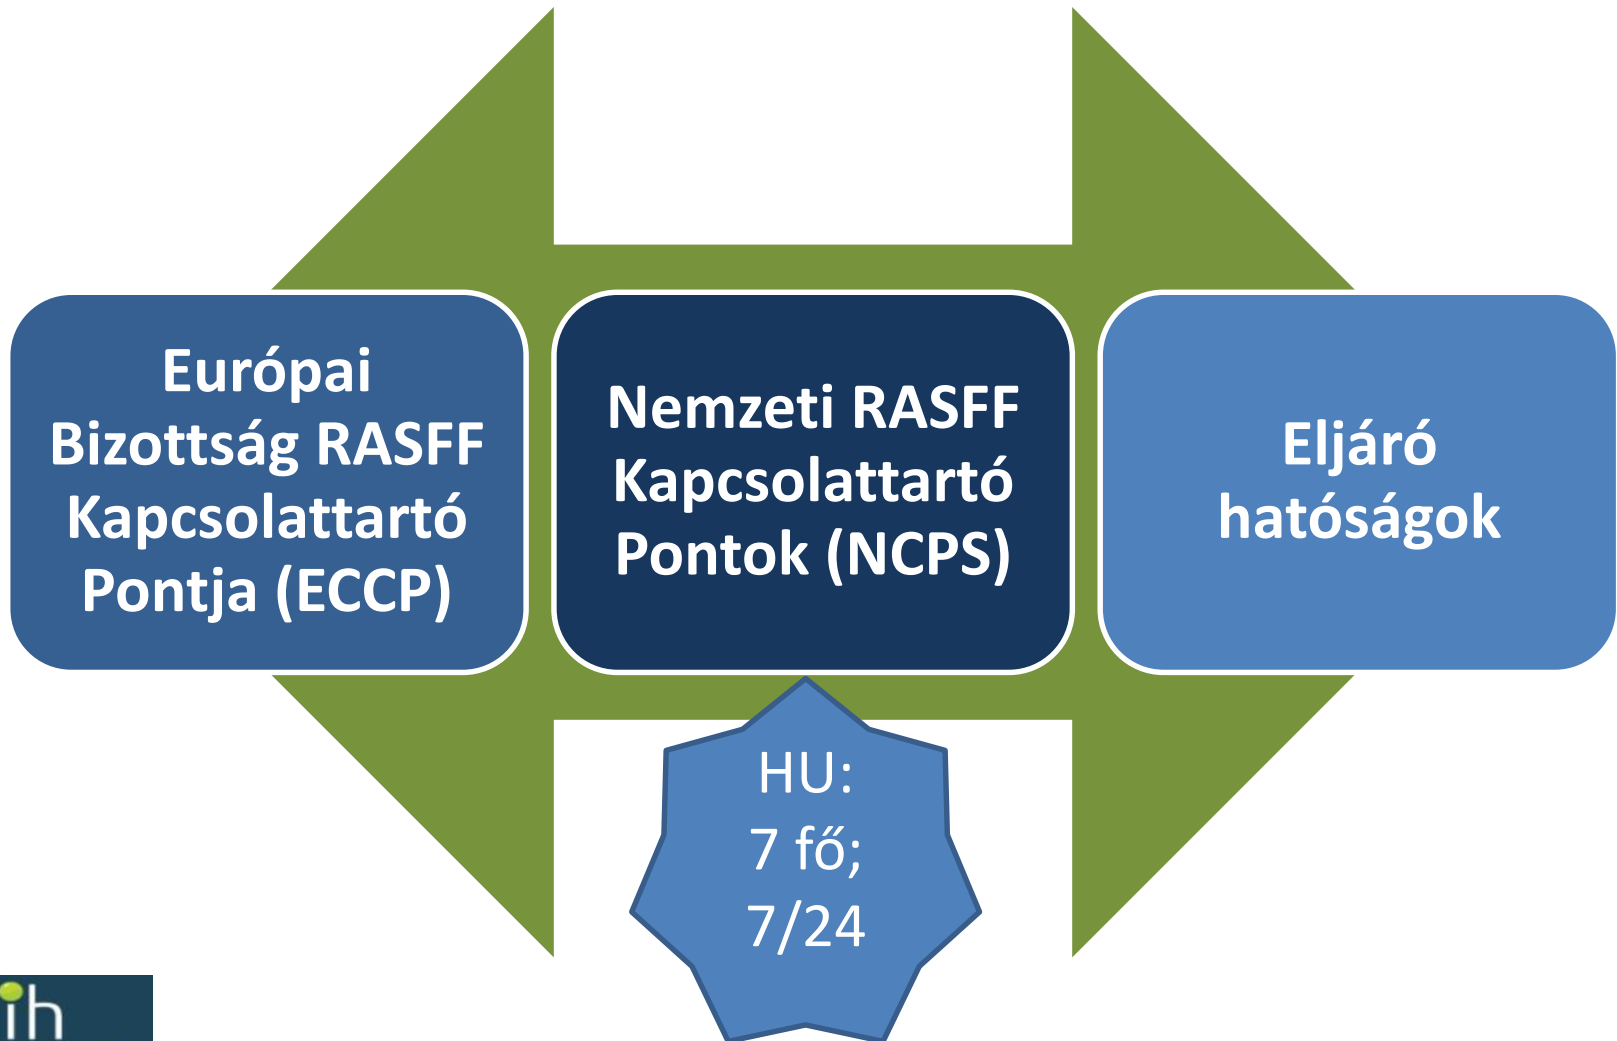 Európai
Bizottság RASFF
Kapcsolattartó
Pontja (ECCP)
Nemzeti RASFF
Kapcsolattartó
Pontok (NCPS)
Eljáró
hatóságok
HU:
7 fő;
7/24
ih